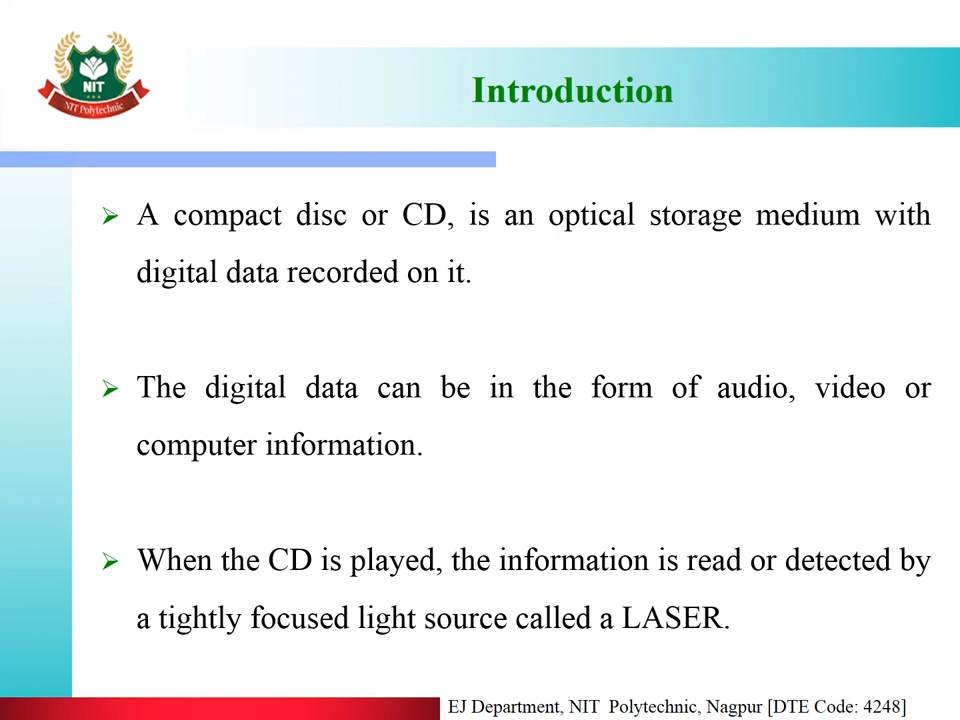 NIT
NIT Polytechnic
Introduction
A compact disc or CD, is an optical storage medium with
digital data recorded on it.
The digital data can be in the form of audio, video or
computer information.
When the CD is played, the information is read or detected by
a tightly focused light source called a LASER.
EJ Department, NIT Polytechnic, Nagpur [DTE Code: 4248]